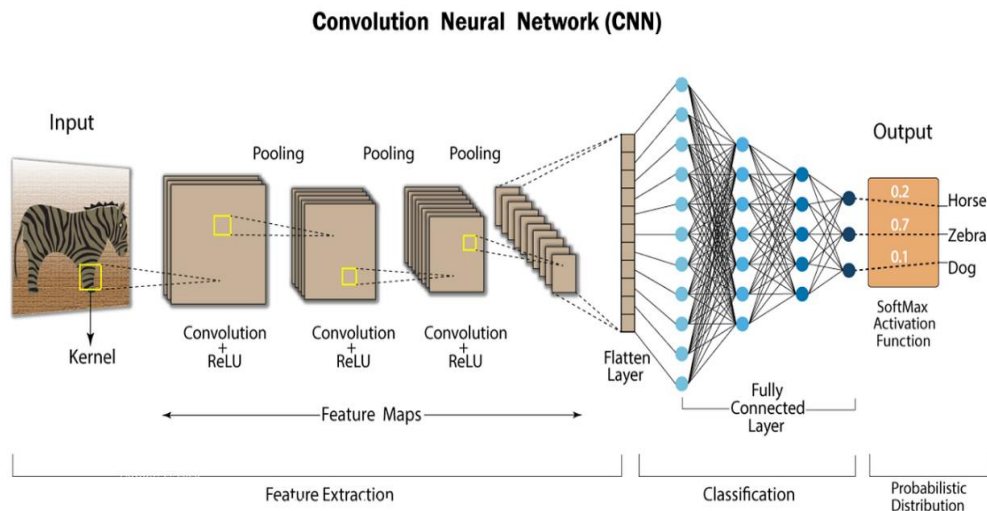 Convolution Neural Network (CNN)
Input
Output
Pooling
Pooling
Pooling
0.2
Horse
0.7
Zebra
0.1
Dog
Kernel
Convolution
+
ReLU
Convolution
+
ReLU
Convolution
+
ReLU
Flatten
Layer
SoftMax
Activation
Function
Feature Maps
Fully
Connected
Layer
Feature Extraction
Classification
Probabilistic
Distribution